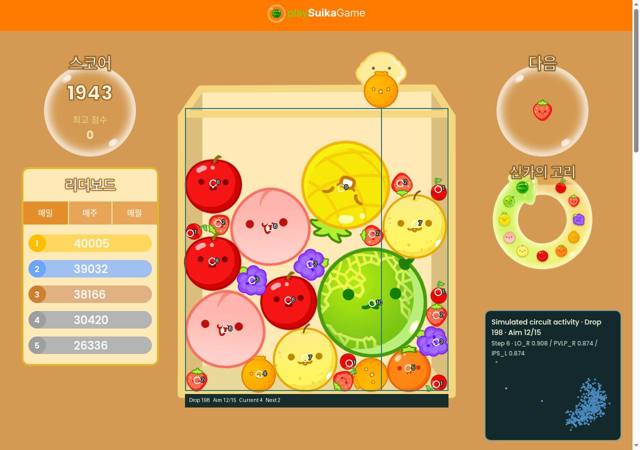 playSuikaGame
스코어
1943
최고 점수
0
다음
신카의 고리
리더보드
매일
매주
매월
1 40005
2 39032
3 38166
4 30420
5 26336
Simulated circuit activity · Drop
198 · Aim 12/15
Step 6 · LO_R 0.908 / PVLP_R 0.874 /
IPS_L 0.874
Drop 198 Aim 12/15 Current 4 Next 2